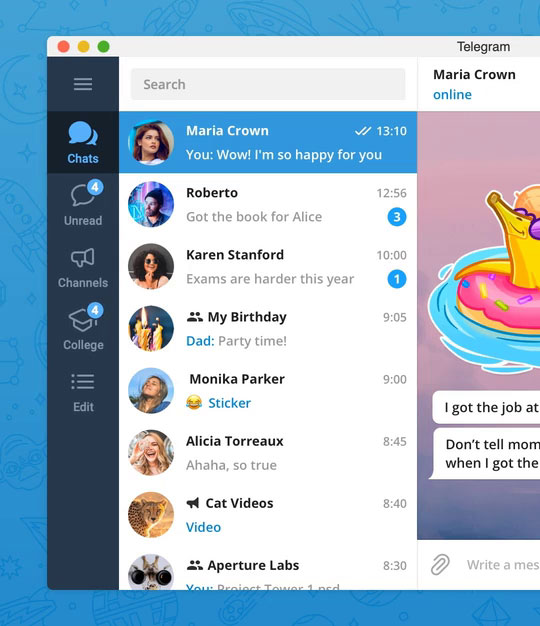 Telegram
Search
Maria Crown
online
Chats
4
Unread
Channels
4
College
Edit
Maria Crown 13:10
You: Wow! I'm so happy for you
Roberto 12:56
Got the book for Alice 3
Karen Stanford 10:00
Exams are harder this year 1
My Birthday 9:05
Dad: Party time!
Monika Parker 9:00
😂 Sticker
Alicia Torreaux 8:45
Ahaha, so true
Cat Videos 8:40
Video
Aperture Labs 8:30
You: Project Tower 1.psd
I got the job at
Don’t tell mom
when I got the
Write a mes